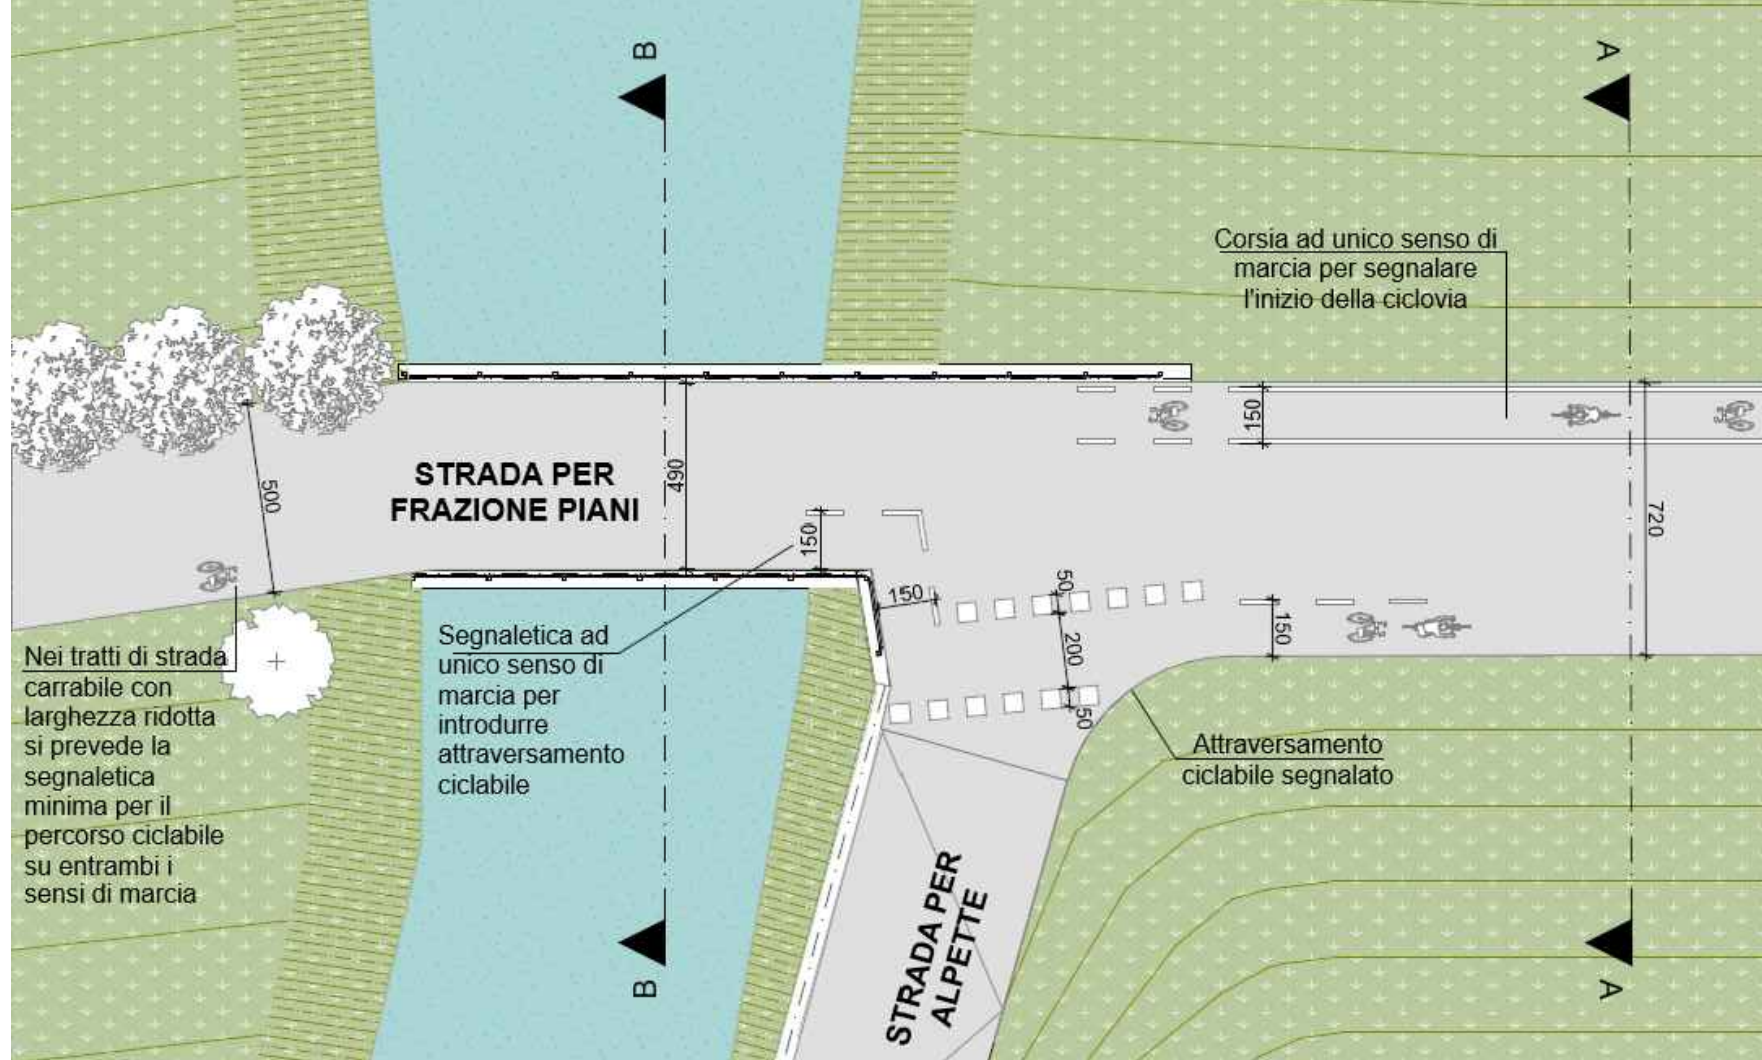 B
A
Corsia ad unico senso di
marcia per segnalare
l'inizio della ciclovia
150
500
STRADA PER
FRAZIONE PIANI
490
720
150
150
50
200
50
150
Nei tratti di strada
carrabile con
larghezza ridotta
si prevede la
segnaletica
minima per il
percorso ciclabile
su entrambi i
sensi di marcia
Segnaletica ad
unico senso di
marcia per
introdurre
attraversamento
ciclabile
Attraversamento
ciclabile segnalato
STRADA PER
ALPETTE
B
A